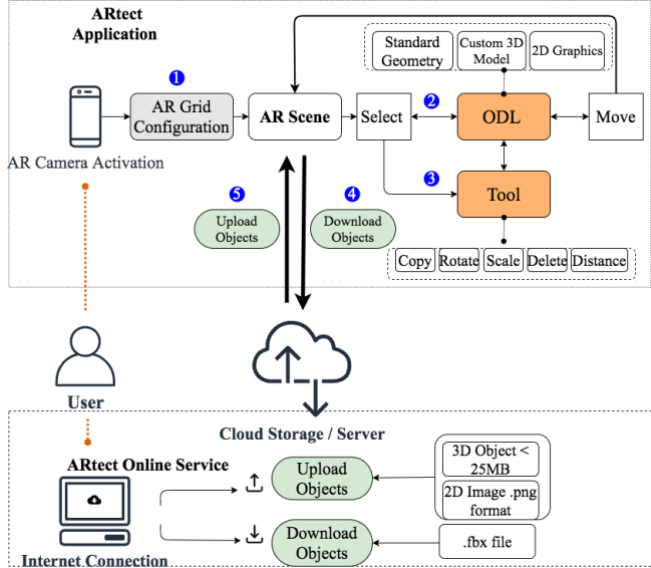 ARtect
Application
Standard
Geometry
Custom 3D
Model
2D Graphics
1
AR Grid
Configuration
AR Scene
Select
2
ODL
Move
AR Camera Activation
3
Tool
5
Upload
Objects
4
Download
Objects
Copy
Rotate
Scale
Delete
Distance
User
Cloud Storage / Server
ARtect Online Service
Upload
Objects
3D Object <
25MB
2D Image .png
format
Download
Objects
.fbx file
Internet Connection